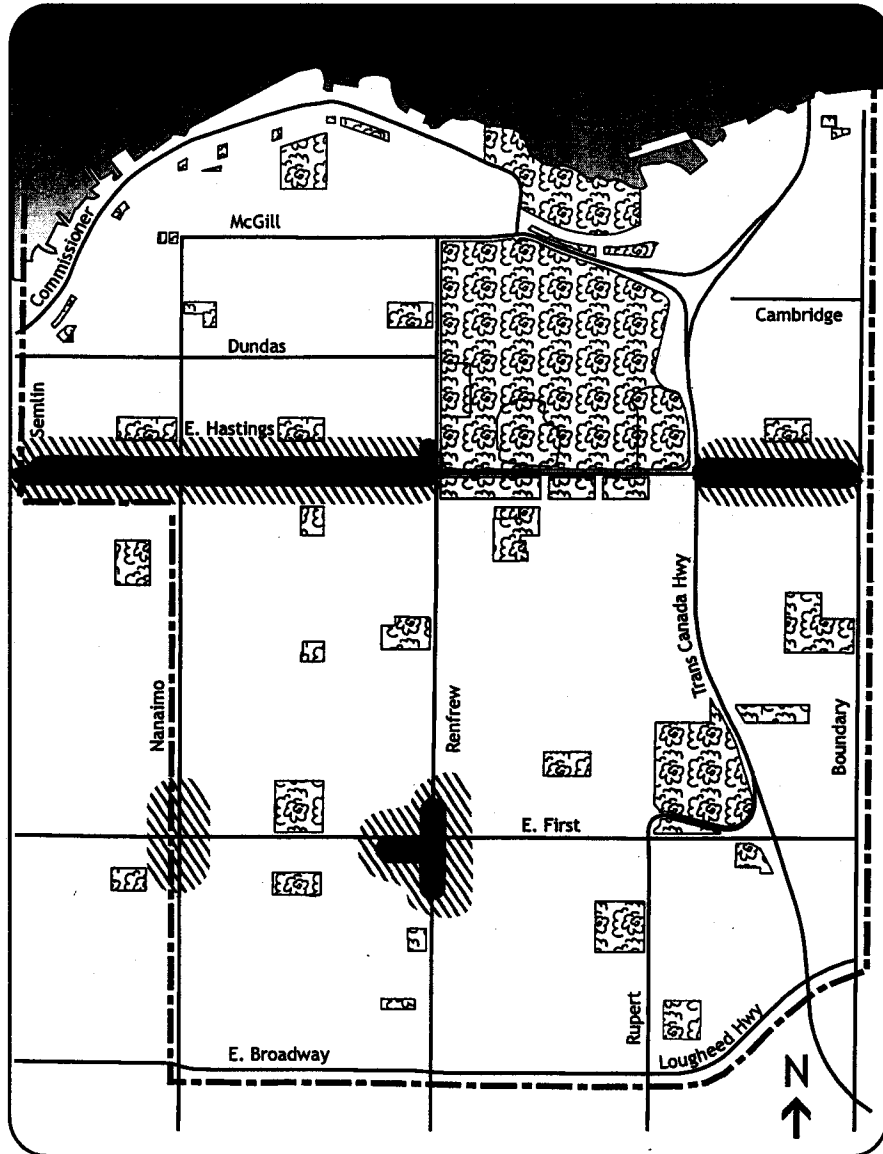 McGill
Commissioner
Cambridge
Dundas
Semlin
E. Hastings
Trans Canada Hwy
Nanaimo
Renfrew
Boundary
E. First
Rupert
Lougheed Hwy
E. Broadway
N